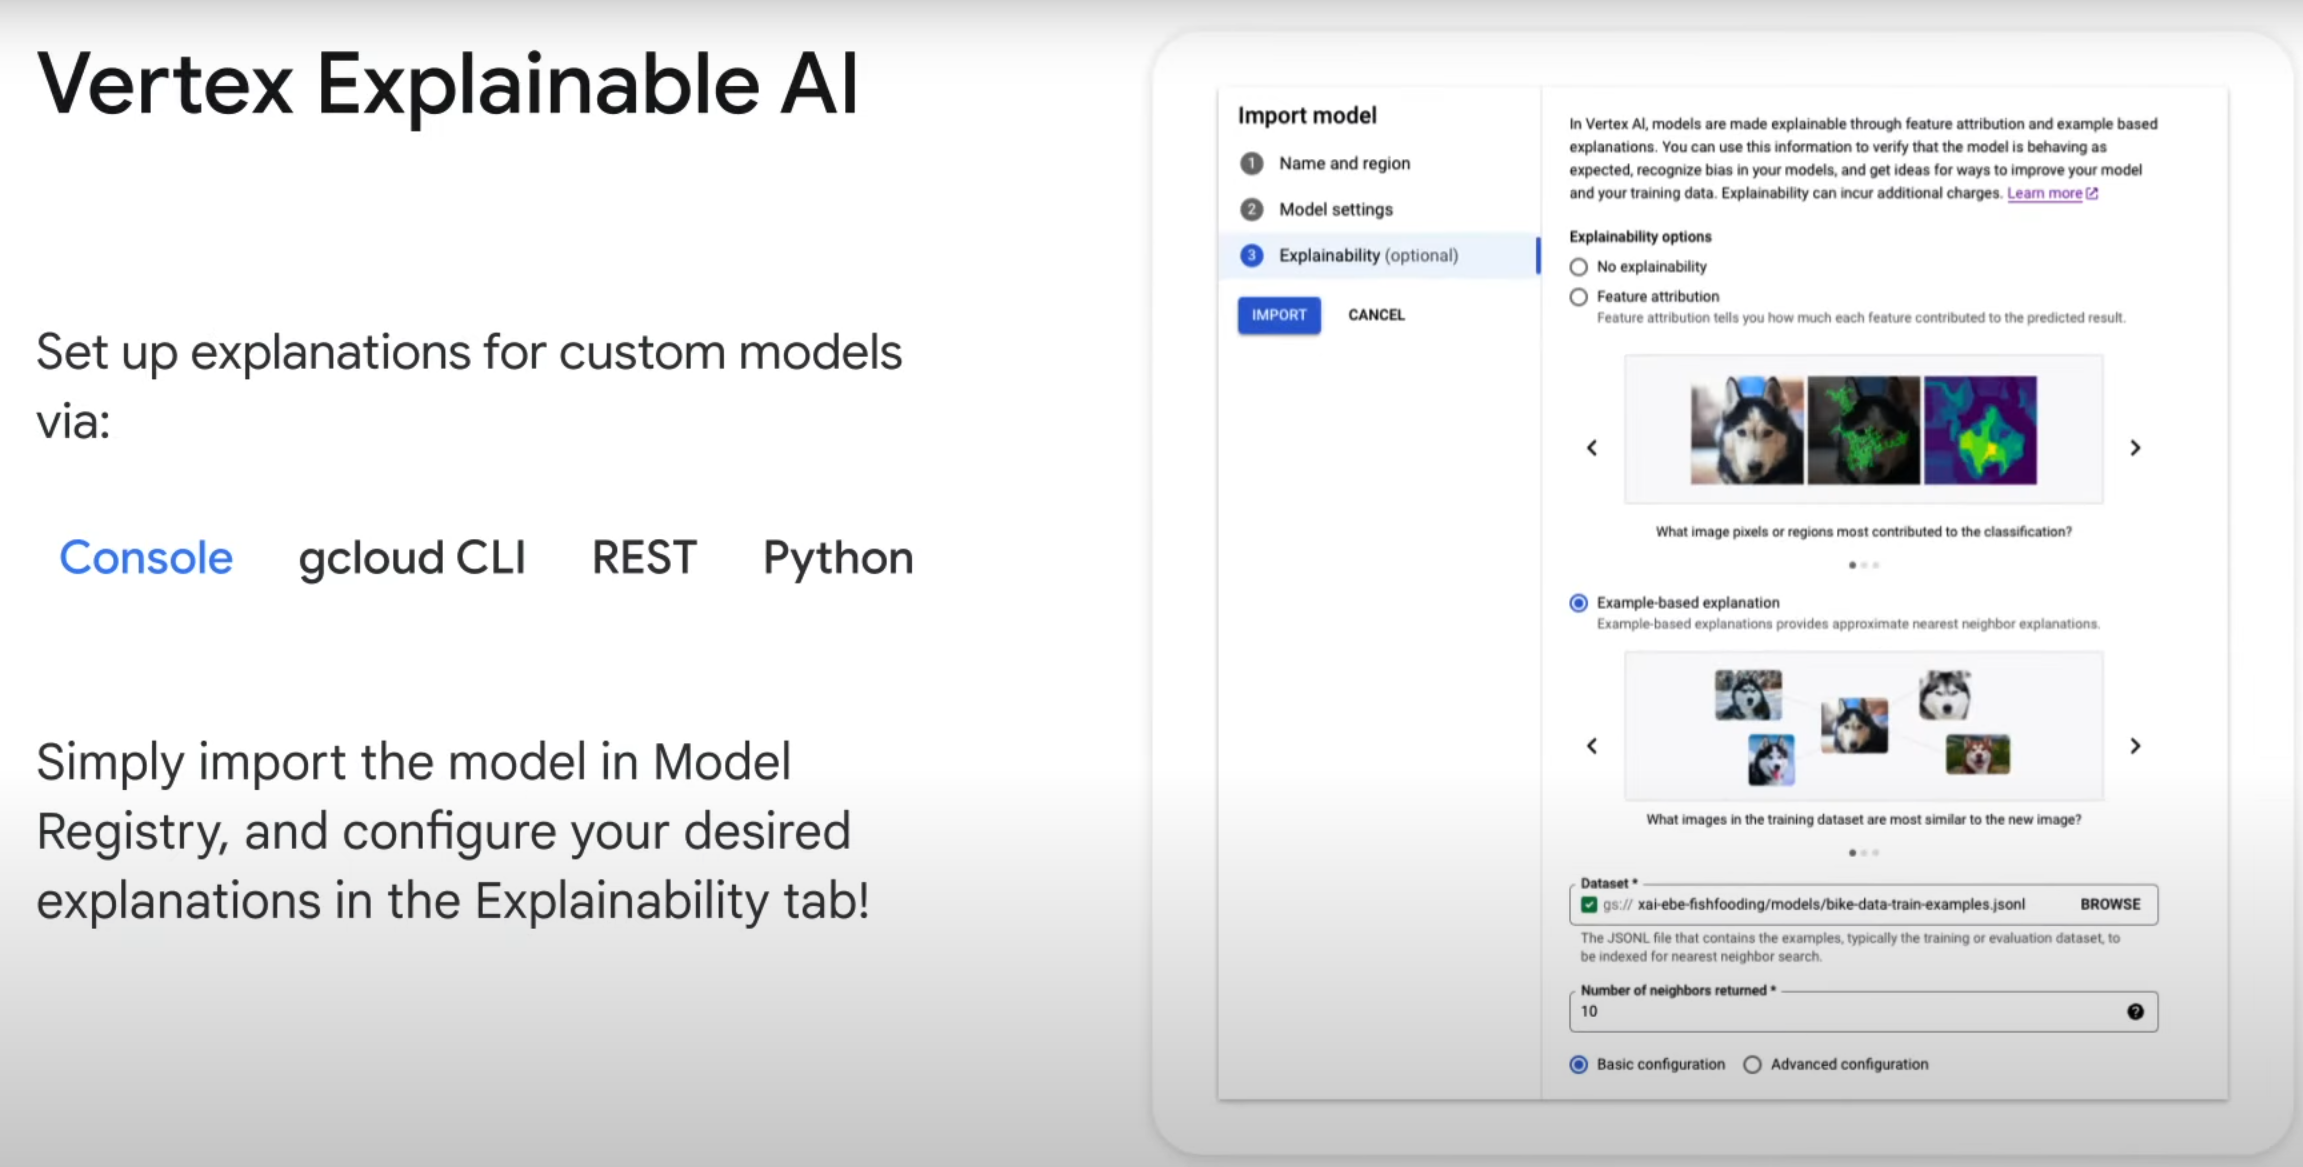 Vertex Explainable AI
Set up explanations for custom models
via:
Console gcloud CLI REST Python
Simply import the model in Model
Registry, and configure your desired
explanations in the Explainability tab!
Import model
1 Name and region
2 Model settings
3 Explainability (optional)
IMPORT CANCEL
In Vertex AI, models are made explainable through feature attribution and example based
explanations. You can use this information to verify that the model is behaving as
expected, recognize bias in your models, and get ideas for ways to improve your model
and your training data. Explainability can incur additional charges. Learn more
Explainability options
No explainability
Feature attribution
Feature attribution tells you how much each feature contributed to the predicted result.
What image pixels or regions most contributed to the classification?
Example-based explanation
Example-based explanations provides approximate nearest neighbor explanations.
What images in the training dataset are most similar to the new image?
Dataset *
gs:// xai-ebe-fishfooding/models/bike-data-train-examples.jsonl BROWSE
The JSONL file that contains the examples, typically the training or evaluation dataset, to
be indexed for nearest neighbor search.
Number of neighbors returned *
10 ?
Basic configuration Advanced configuration